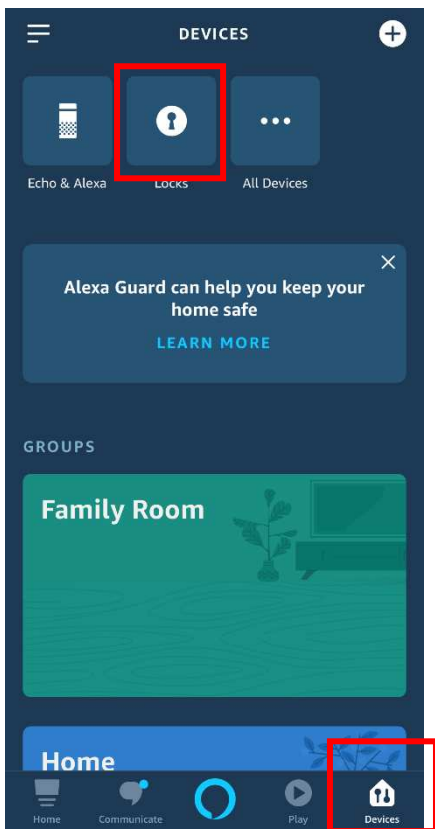 DEVICES
Echo & Alexa
Locks
All Devices
Alexa Guard can help you keep your
home safe
LEARN MORE
GROUPS
Family Room
Home
Home
Communicate
Play
Devices